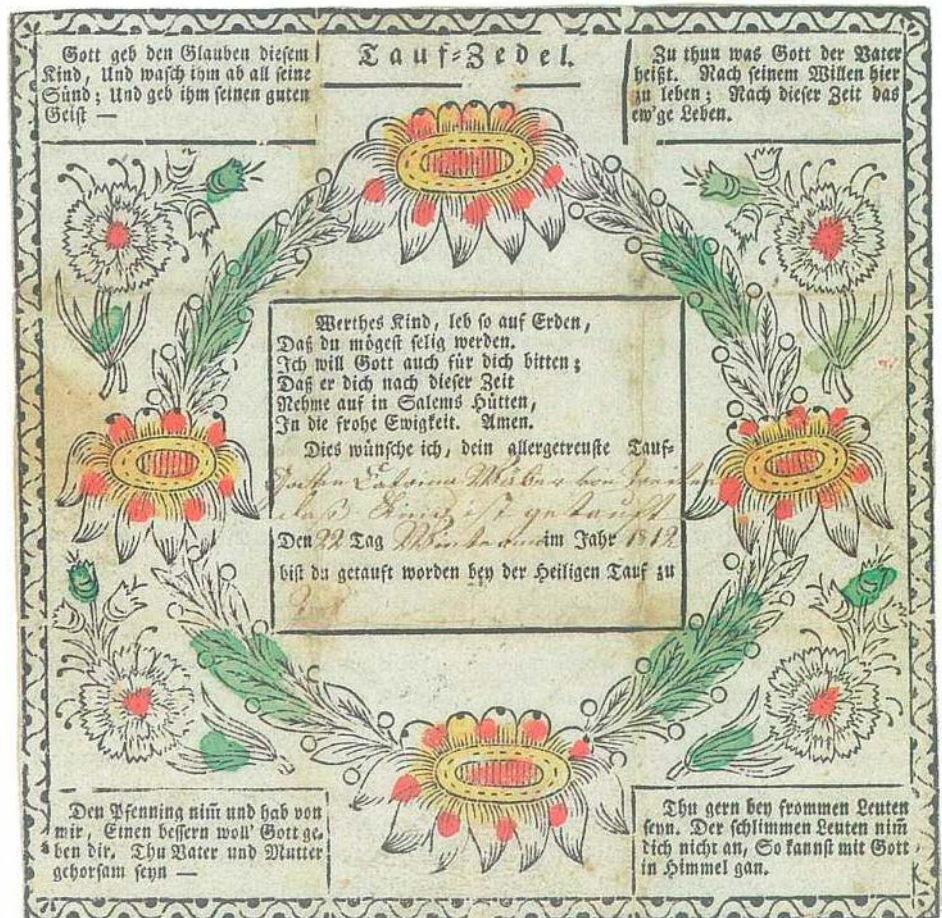 Gott geb den Glauben diesem
Kind, Und wasch ihm ab all seine
Sünd; Und geb ihm seinen guten
Geist —
Tauf-Zedel.
Zu thun was Gott der Vater
heißt. Nach seinem Willen hier
zu leben; Nach dieser Zeit das
ew'ge Leben.
Werthes Kind, leb so auf Erden,
Daß du mögest selig werden.
Ich will Gott auch für dich bitten;
Daß er dich nach dieser Zeit
Nehme auf in Salems Hütten,
In die frohe Ewigkeit. Amen.
Dies wünsche ich, dein allergetreuste Tauf-
Catarina von
das Kind ist getauft
Den 22 Tag im Jahr 1812
bist du getauft worden bey der Heiligen Tauf zu
Den Pfenning nim̄ und hab von
mir, Einen bessern woll' Gott ge-
ben dir. Thu Vater und Mutter
gehorsam seyn —
Thu gern bey frommen Leuten
seyn. Der schlimmen Leuten nim̄
dich nicht an, So kannst mit Gott
in Himmel gan.